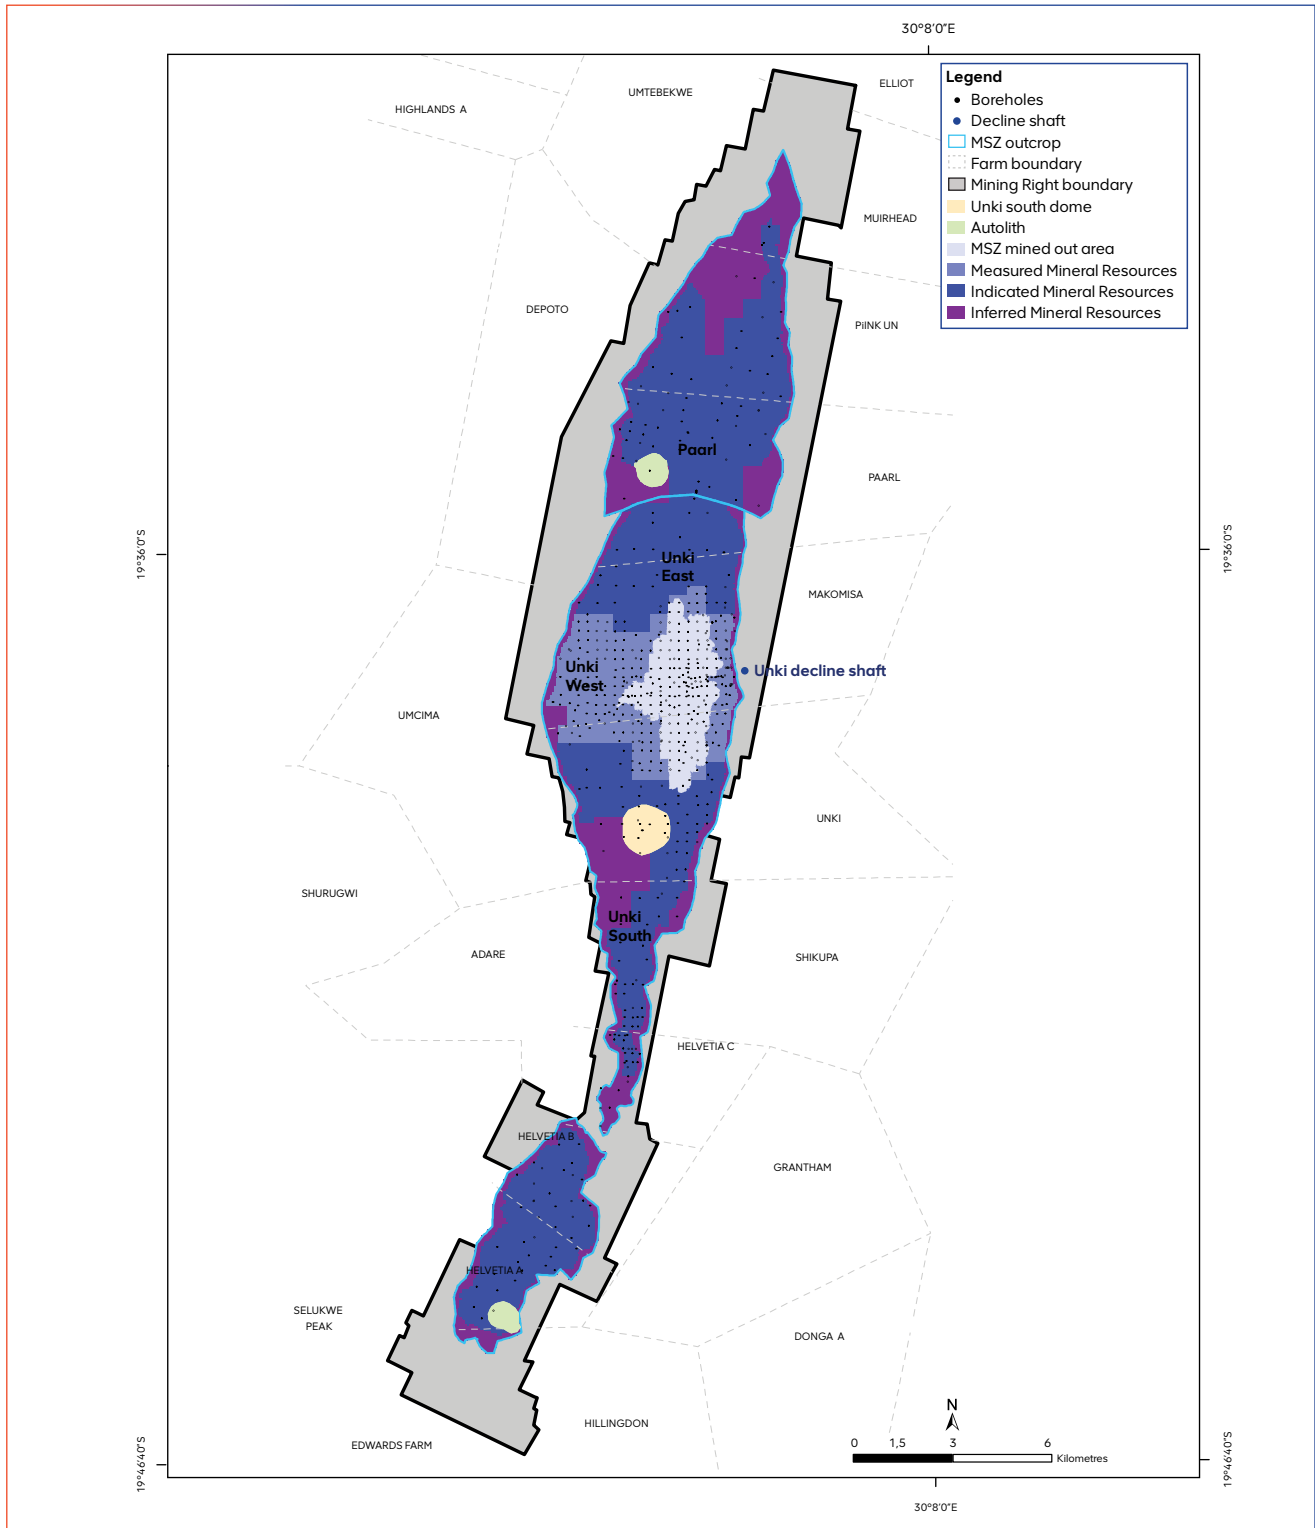 30°8'0"E
Legend
Boreholes
Decline shaft
MSZ outcrop
Farm boundary
Mining Right boundary
Unki south dome
Autolith
MSZ mined out area
Measured Mineral Resources
Indicated Mineral Resources
Inferred Mineral Resources
ELLIOT
UMTEBEKWE
HIGHLANDS A
MUIRHEAD
DEPOTO
PiINK UN
Paarl
PAARL
19°36'0"S
19°36'0"S
Unki
East
MAKOMISA
Unki
West
Unki decline shaft
UMCIMA
UNKI
SHURUGWI
Unki
South
ADARE
SHIKUPA
HELVETIA C
HELVETIA B
GRANTHAM
HELVETIA A
SELUKWE
PEAK
DONGA A
HILLINGDON
EDWARDS FARM
N
0 1,5 3 6
Kilometres
19°46'40"S
19°46'40"S
30°8'0"E